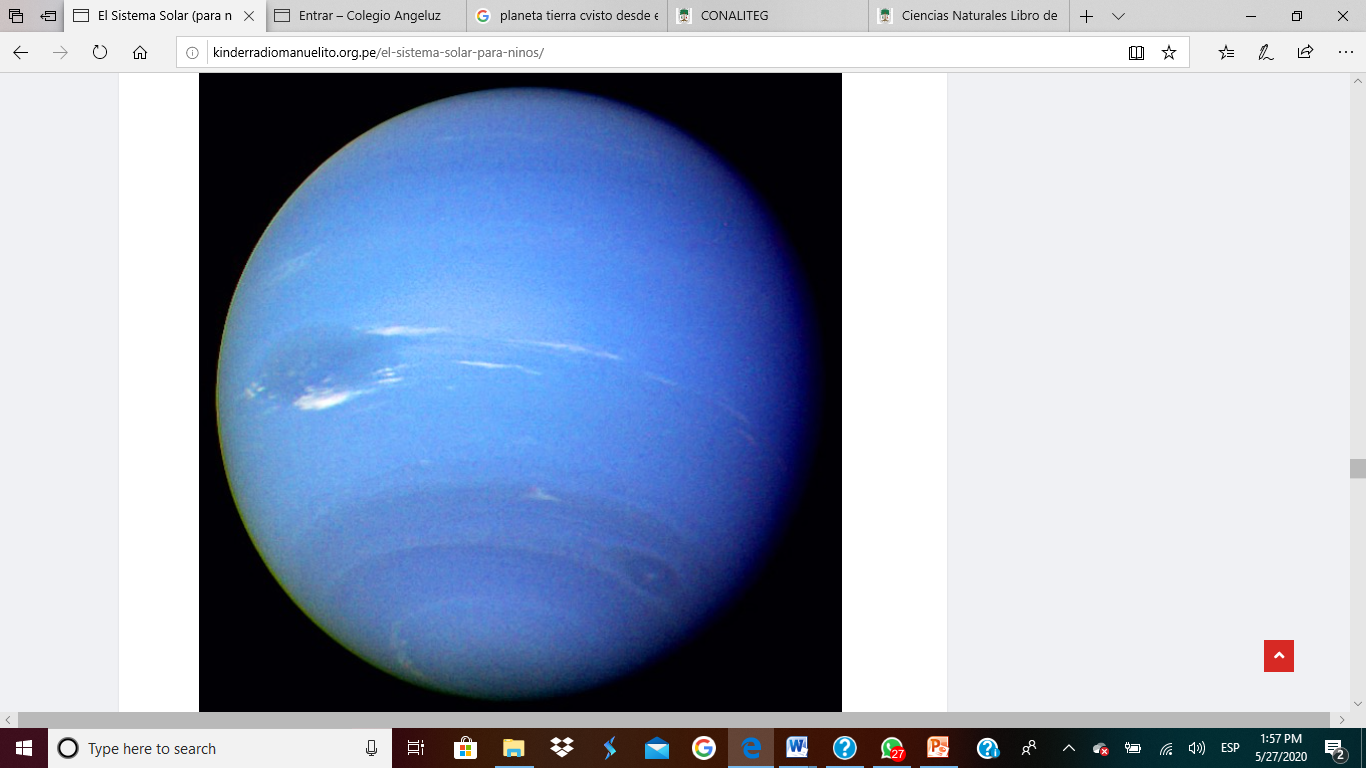 El Sistema Solar (para n
Entrar – Colegio Angeluz
planeta tierra cvisto desde e
CONALITEG
Ciencias Naturales Libro de
kinderradiomanuelito.org.pe/el-sistema-solar-para-ninos/
Type here to search
27
ESP
1:57 PM
5/27/2020
2